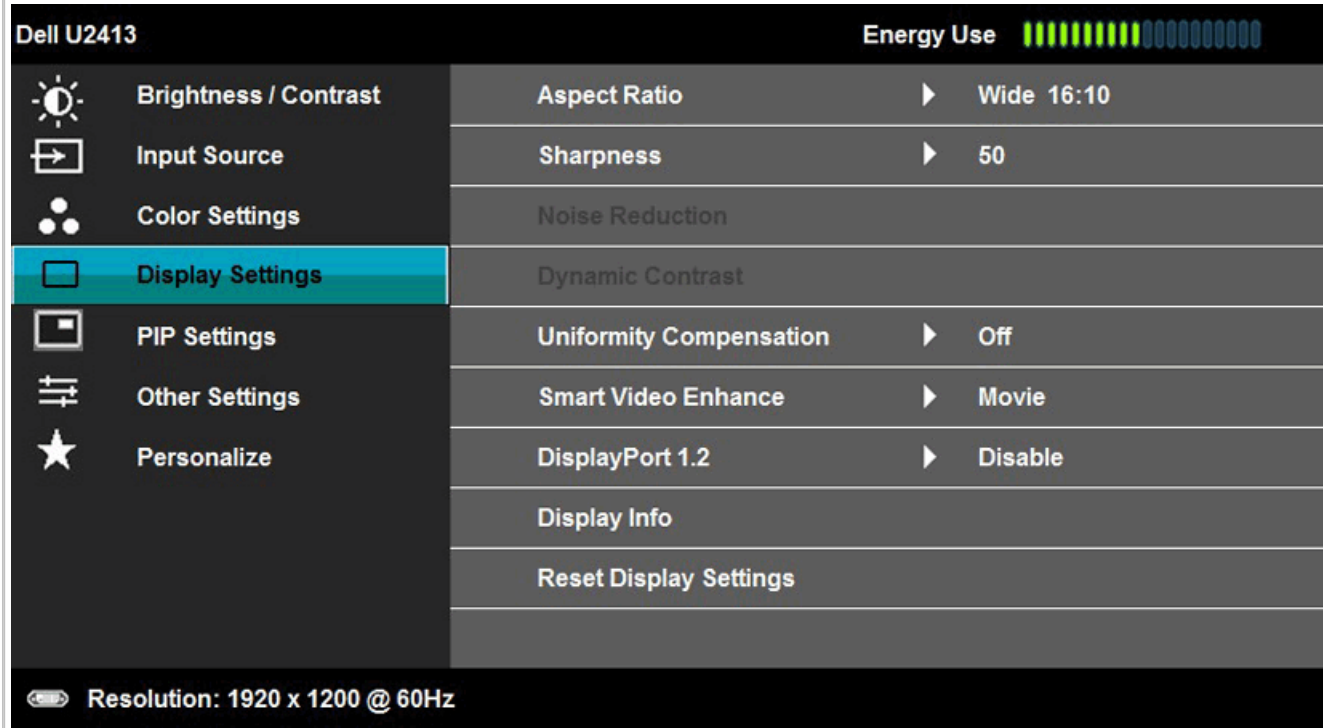 Dell U2413 Energy Use
Brightness / Contrast Aspect Ratio Wide 16:10
Input Source Sharpness 50
Color Settings Noise Reduction
Display Settings Dynamic Contrast
PIP Settings Uniformity Compensation Off
Other Settings Smart Video Enhance Movie
Personalize DisplayPort 1.2 Disable
Display Info
Reset Display Settings
Resolution: 1920 x 1200 @ 60Hz